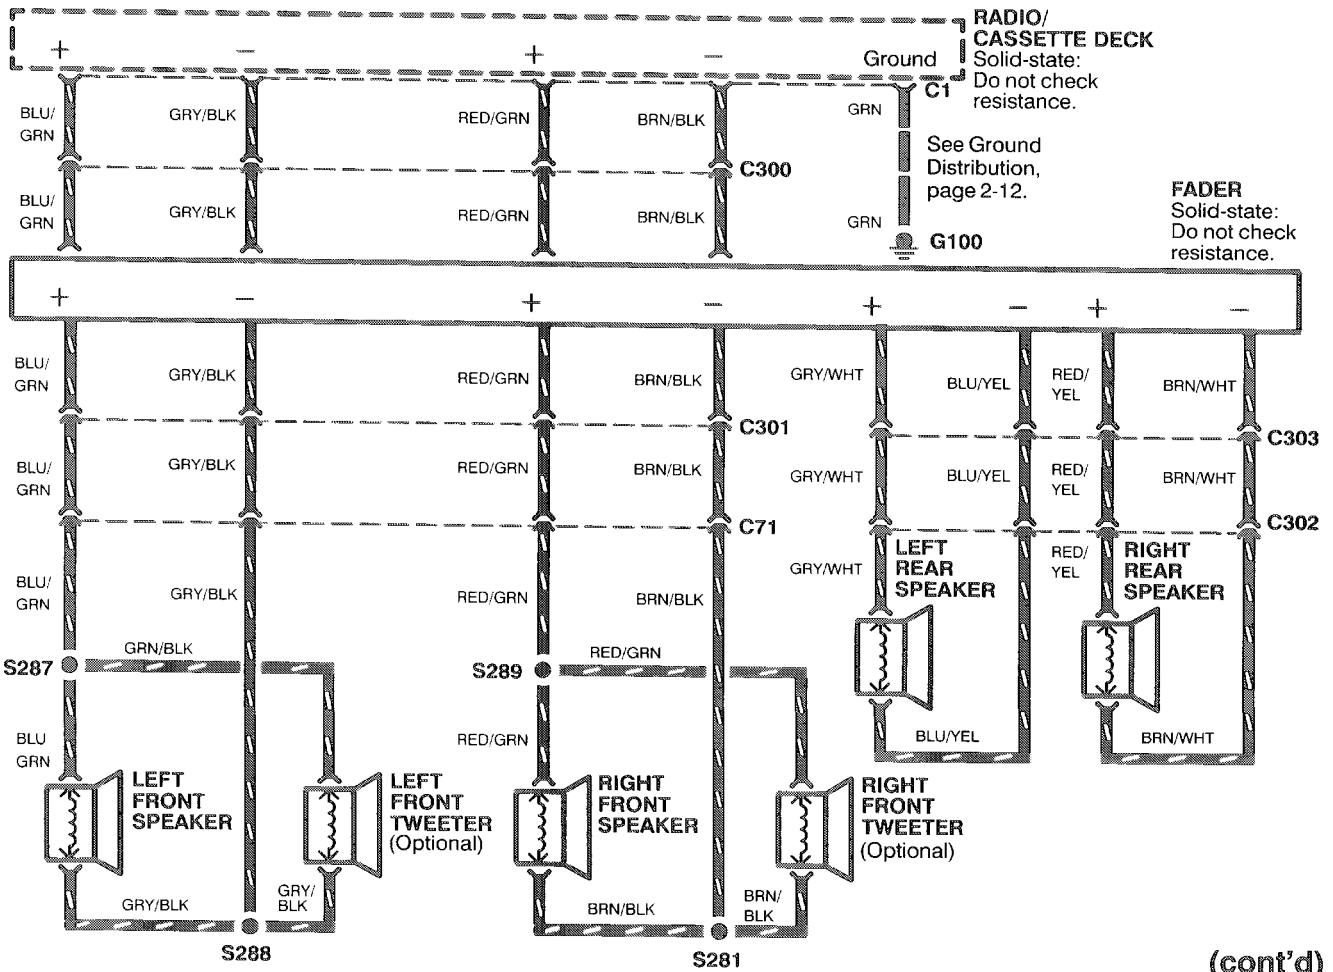 RADIO/
CASSETTE DECK
Solid-state:
Do not check
resistance.
+ − + − Ground
C1
BLU/
GRN
GRY/BLK
RED/GRN
BRN/BLK
GRN
See Ground
Distribution,
page 2-12.
C300
BLU/
GRN
GRY/BLK
RED/GRN
BRN/BLK
GRN
G100
FADER
Solid-state:
Do not check
resistance.
+ − + − + − + −
BLU/
GRN
GRY/BLK
RED/GRN
BRN/BLK
GRY/WHT
BLU/YEL
RED/
YEL
BRN/WHT
C301
C303
BLU/
GRN
GRY/BLK
RED/GRN
BRN/BLK
GRY/WHT
BLU/YEL
RED/
YEL
BRN/WHT
C71
C302
BLU/
GRN
GRY/BLK
RED/GRN
BRN/BLK
GRY/WHT
LEFT
REAR
SPEAKER
RED/
YEL
RIGHT
REAR
SPEAKER
S287
GRN/BLK
S289
RED/GRN
BLU
GRN
RED/GRN
BLU/YEL
BRN/WHT
LEFT
FRONT
SPEAKER
LEFT
FRONT
TWEETER
(Optional)
RIGHT
FRONT
SPEAKER
RIGHT
FRONT
TWEETER
(Optional)
GRY/BLK
GRY/
BLK
BRN/BLK
BRN/
BLK
S288
S281
(cont'd)